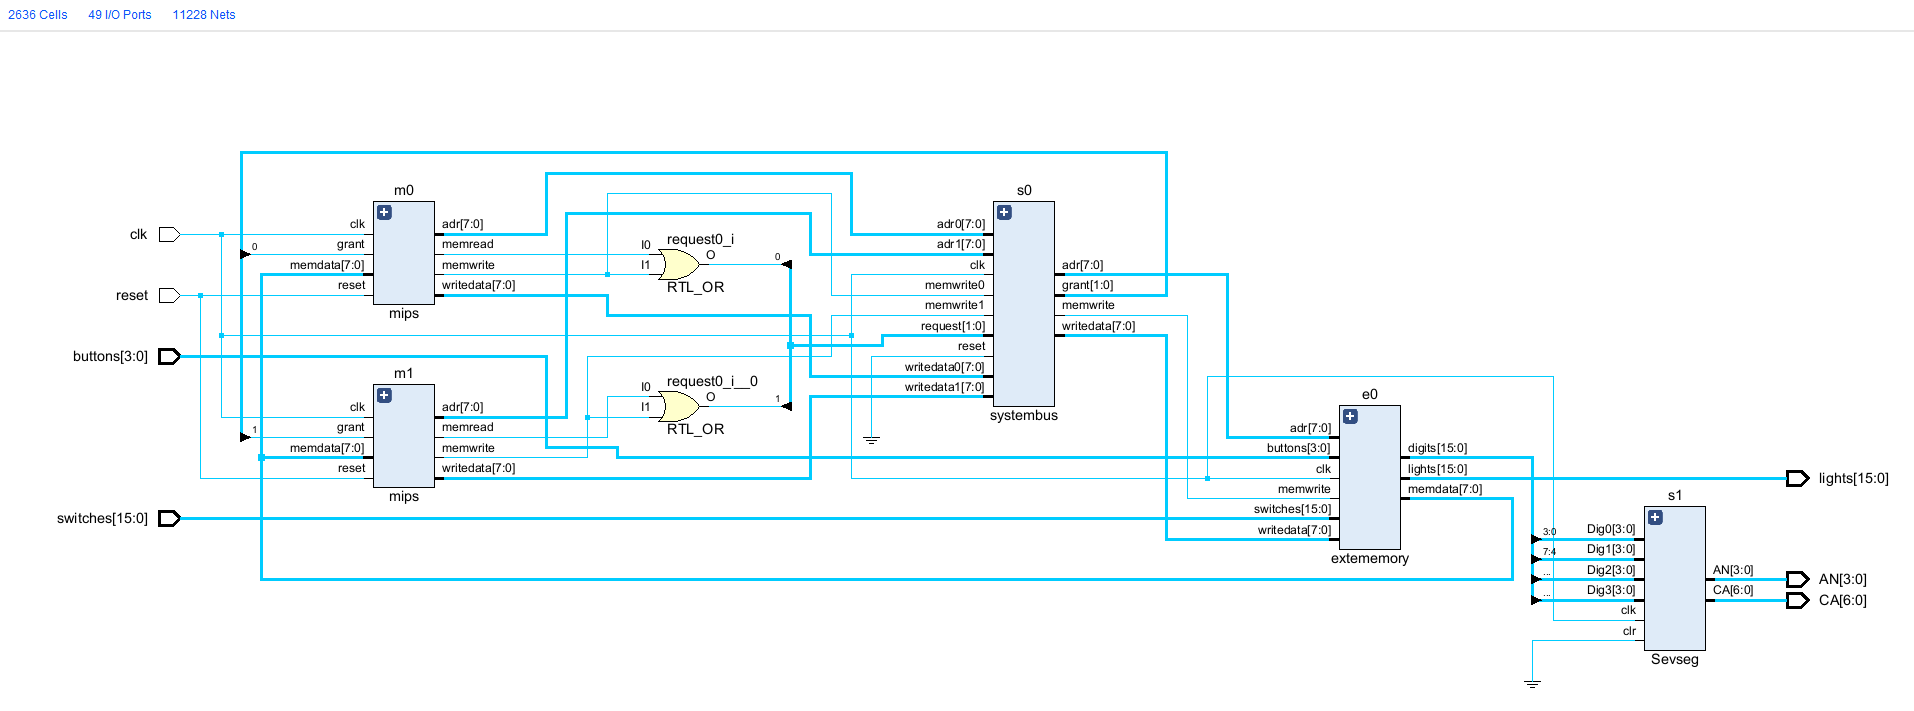 2636 Cells 49 I/O Ports 11228 Nets
clk
reset
buttons[3:0]
switches[15:0]
0
1
m0
clk
grant
memdata[7:0]
reset
adr[7:0]
memread
memwrite
writedata[7:0]
mips
m1
clk
grant
memdata[7:0]
reset
adr[7:0]
memread
memwrite
writedata[7:0]
mips
request0_i
I0
I1
O
RTL_OR
0
request0_i__0
I0
I1
O
RTL_OR
1
s0
adr0[7:0]
adr1[7:0]
clk
memwrite0
memwrite1
request[1:0]
reset
writedata0[7:0]
writedata1[7:0]
adr[7:0]
grant[1:0]
memwrite
writedata[7:0]
systembus
e0
adr[7:0]
buttons[3:0]
clk
memwrite
switches[15:0]
writedata[7:0]
digits[15:0]
lights[15:0]
memdata[7:0]
extememory
3:0
7:4
...
...
s1
Dig0[3:0]
Dig1[3:0]
Dig2[3:0]
Dig3[3:0]
clk
clr
AN[3:0]
CA[6:0]
Sevseg
lights[15:0]
AN[3:0]
CA[6:0]